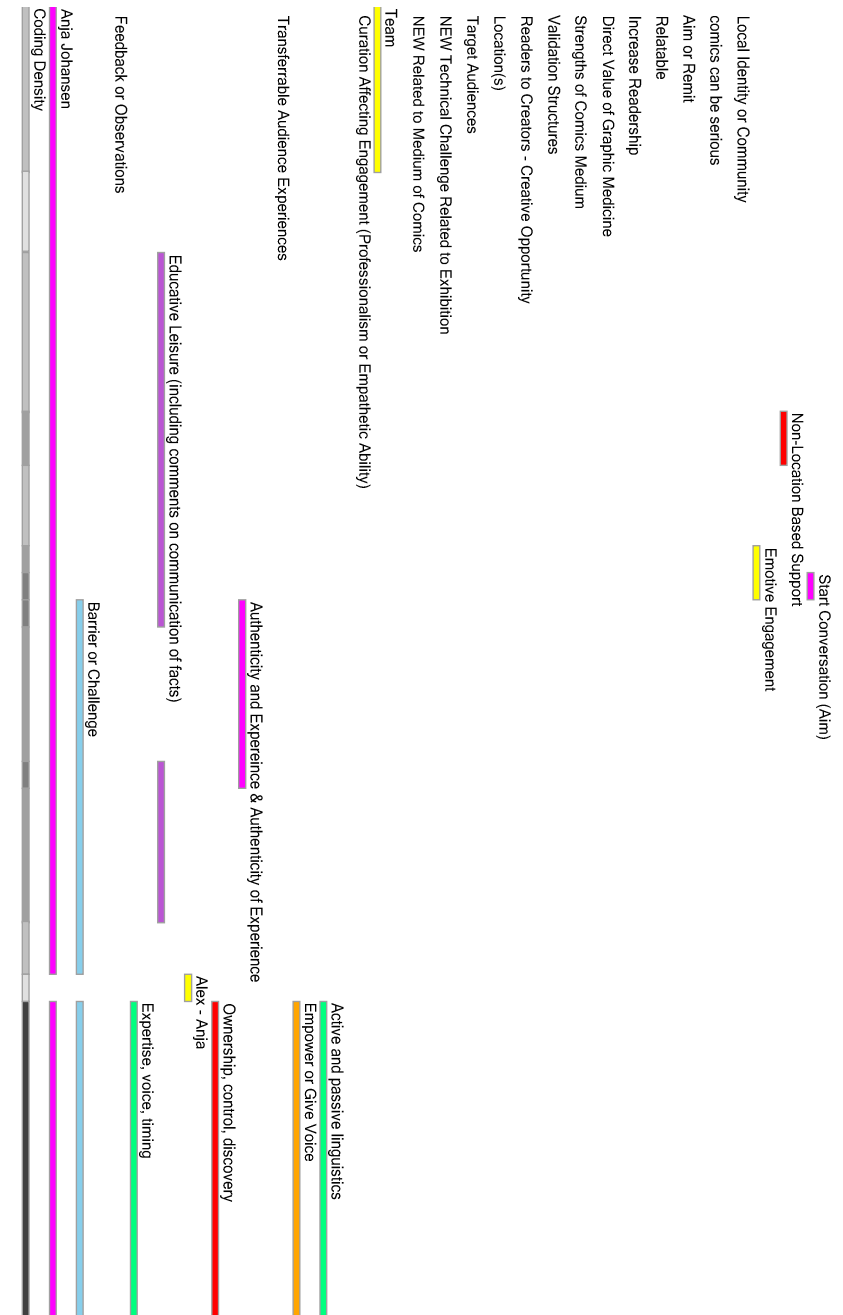 Coding Density
Anja Johansen
Barrier or Challenge
Feedback or Observations
Expertise, voice, timing
Educative Leisure (including comments on communication of facts)
Alex - Anja
Ownership, control, discovery
Authenticity and Expereince & Authenticity of Experience
Transferrable Audience Experiences
Empower or Give Voice
Active and passive linguistics
Curation Affecting Engagement (Professionalism or Empathetic Ability)
Team
NEW Related to Medium of Comics
NEW Technical Challenge Related to Exhibition
Target Audiences
Location(s)
Readers to Creators - Creative Opportunity
Validation Structures
Strengths of Comics Medium
Direct Value of Graphic Medicine
Increase Readership
Relatable
Aim or Remit
comics can be serious
Local Identity or Community
Emotive Engagement
Non-Location Based Support
Start Conversation (Aim)